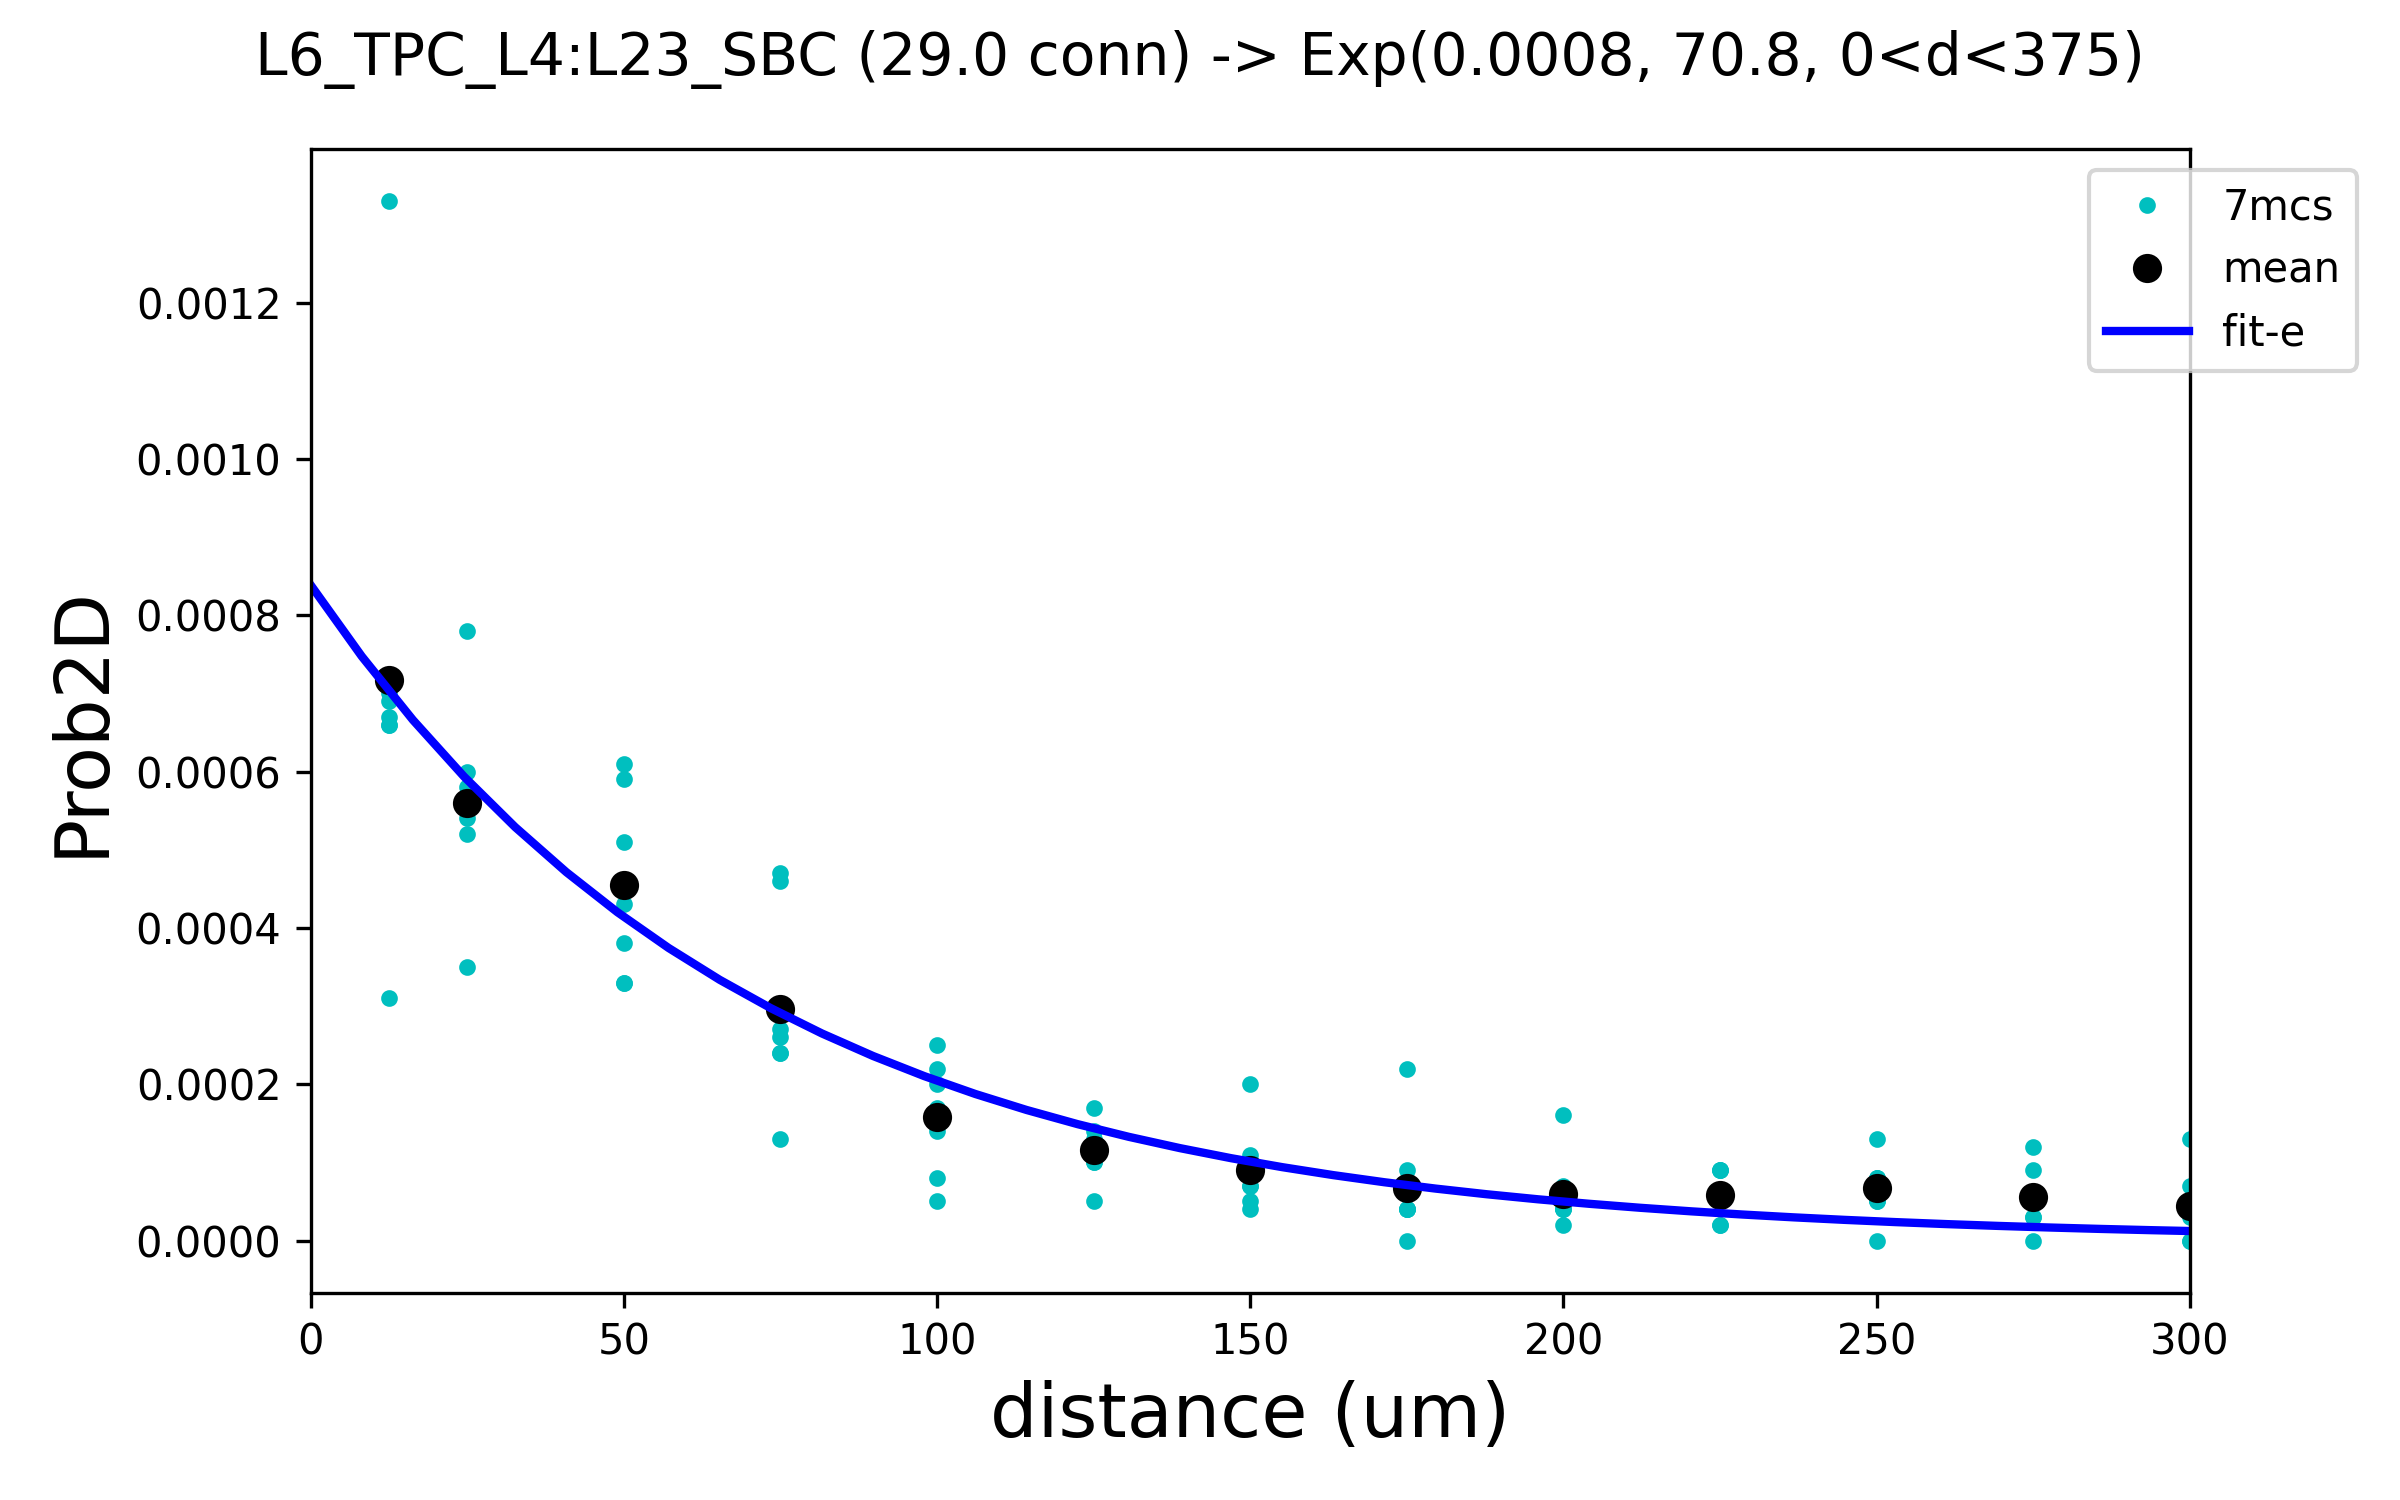 L6_TPC_L4:L23_SBC (29.0 conn) -> Exp(0.0008, 70.8, 0<d<375)
7mcs
mean
fit-e
0.0012
0.0010
0.0008
0.0006
0.0004
0.0002
0.0000
Prob2D
0 50 100 150 200 250 300
distance (um)